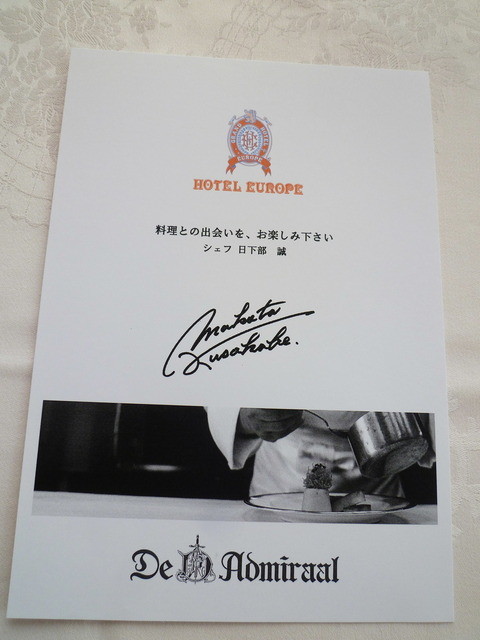 EUROPE
HOTEL EUROPE
料理との出会いを、お楽しみ下さい
シェフ 日下部 誠
Makoto
Kusakabe.
De Admiraal